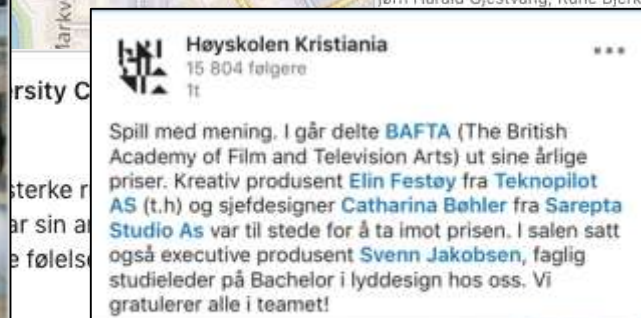 Markv
rsity C
sterke r
ar sin a
e følels
Høyskolen Kristiania
15 804 følgere
1t
Spill med mening. I går delte BAFTA (The British
Academy of Film and Television Arts) ut sine årlige
priser. Kreativ produsent Elin Festøy fra Teknopilot
AS (t.h) og sjefdesigner Catharina Bøhler fra Sarepta
Studio As var til stede for å ta imot prisen. I salen satt
også executive produsent Svenn Jakobsen, faglig
studieleder på Bachelor i lyddesign hos oss. Vi
gratulerer alle i teamet!